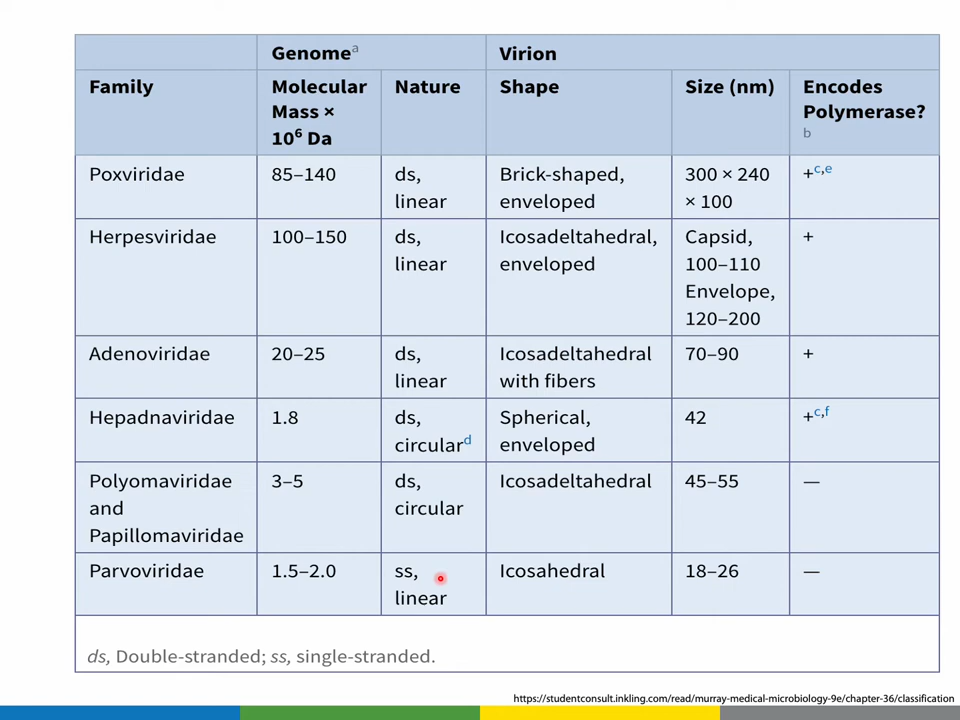 Genomeᵃ Virion
Family Molecular Mass × 10⁶ Da Nature Shape Size (nm) Encodes Polymerase? ᵇ
Poxviridae 85–140 ds, linear Brick-shaped, enveloped 300 × 240 × 100 +ᶜ,ᵉ
Herpesviridae 100–150 ds, linear Icosadeltahedral, enveloped Capsid, 100–110 Envelope, 120–200 +
Adenoviridae 20–25 ds, linear Icosadeltahedral with fibers 70–90 +
Hepadnaviridae 1.8 ds, circularᵈ Spherical, enveloped 42 +ᶜ,ᶠ
Polyomaviridae and Papillomaviridae 3–5 ds, circular Icosadeltahedral 45–55 —
Parvoviridae 1.5–2.0 ss, linear Icosahedral 18–26 —
ds, Double-stranded; ss, single-stranded.
https://studentconsult.inkling.com/read/murray-medical-microbiology-9e/chapter-36/classification